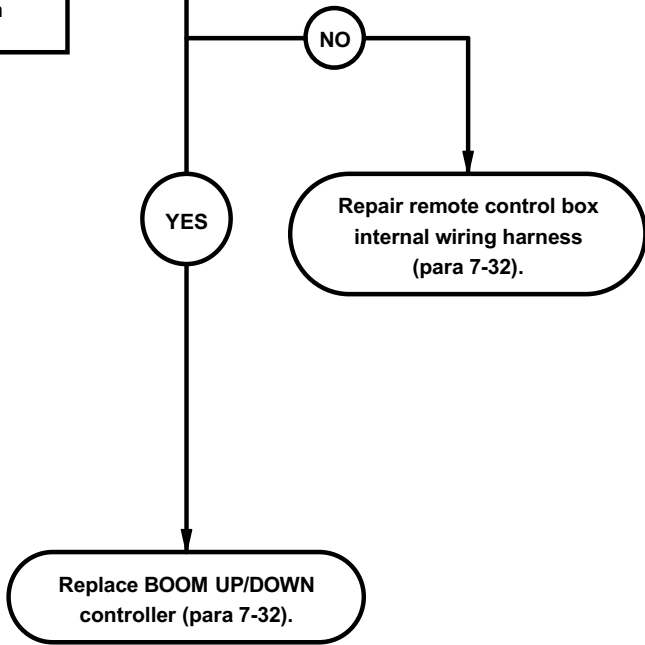 NO
YES
Repair remote control box
internal wiring harness
(para 7-32).
Replace BOOM UP/DOWN
controller (para 7-32).